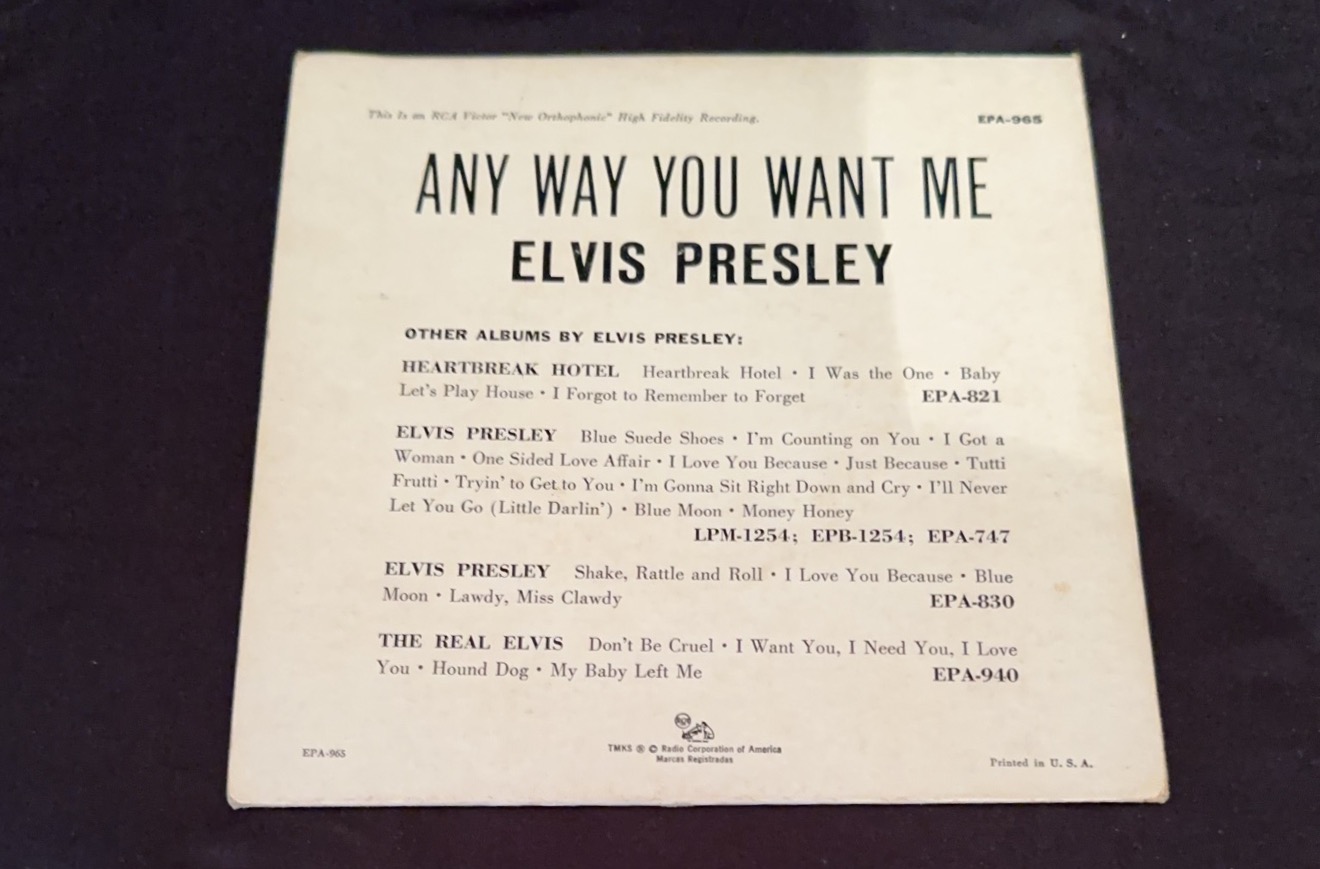 This Is an RCA Victor "New Orthophonic" High Fidelity Recording.
EPA-965
ANY WAY YOU WANT ME
ELVIS PRESLEY
OTHER ALBUMS BY ELVIS PRESLEY:
HEARTBREAK HOTEL Heartbreak Hotel • I Was the One • Baby
Let's Play House • I Forgot to Remember to Forget EPA-821
ELVIS PRESLEY Blue Suede Shoes • I'm Counting on You • I Got a
Woman • One Sided Love Affair • I Love You Because • Just Because • Tutti
Frutti • Tryin' to Get to You • I'm Gonna Sit Right Down and Cry • I'll Never
Let You Go (Little Darlin') • Blue Moon • Money Honey
LPM-1254; EPB-1254; EPA-747
ELVIS PRESLEY Shake, Rattle and Roll • I Love You Because • Blue
Moon • Lawdy, Miss Clawdy EPA-830
THE REAL ELVIS Don't Be Cruel • I Want You, I Need You, I Love
You • Hound Dog • My Baby Left Me EPA-940
RCA
EPA-965
TMKS ® © Radio Corporation of America
Marcas Registradas
Printed in U. S. A.